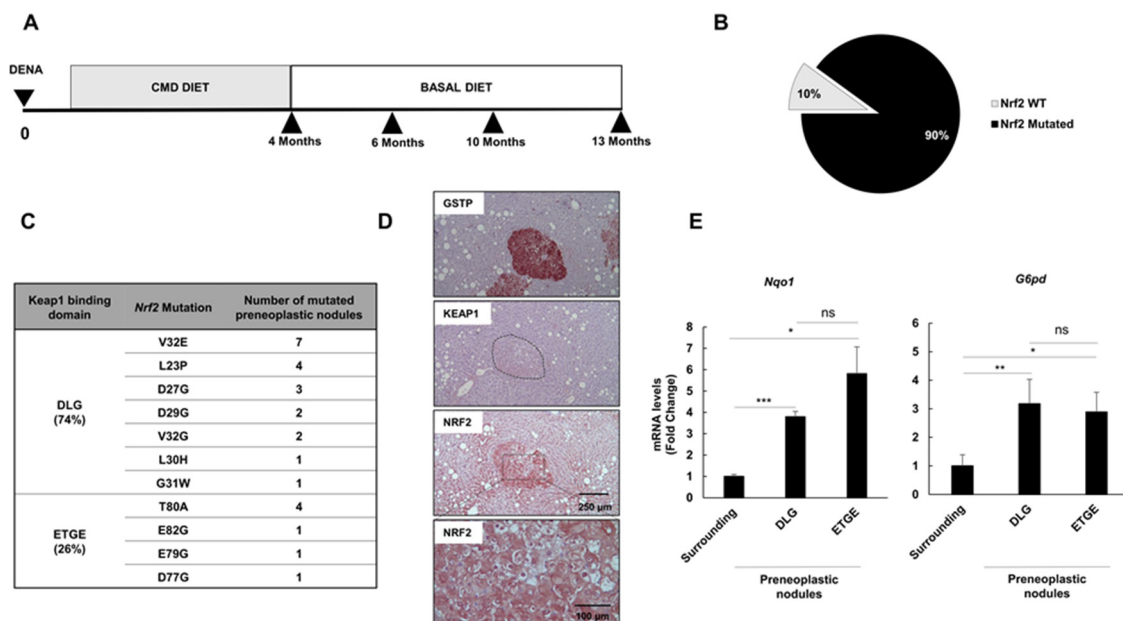 A
DENA
CMD DIET
BASAL DIET
0
4 Months
6 Months
10 Months
13 Months
B
10%
90%
Nrf2 WT
Nrf2 Mutated
C
Keap1 binding domain
Nrf2 Mutation
Number of mutated preneoplastic nodules
DLG
(74%)
V32E 7
L23P 4
D27G 3
D29G 2
V32G 2
L30H 1
G31W 1
ETGE
(26%)
T80A 4
E82G 1
E79G 1
D77G 1
D
GSTP
KEAP1
NRF2
250 µm
NRF2
100 µm
E
Nqo1
mRNA levels
(Fold Change)
8
7
6
5
4
3
2
1
0
ns
*
***
Surrounding
DLG
ETGE
Preneoplastic
nodules
G6pd
6
5
4
3
2
1
0
ns
*
**
Surrounding
DLG
ETGE
Preneoplastic
nodules